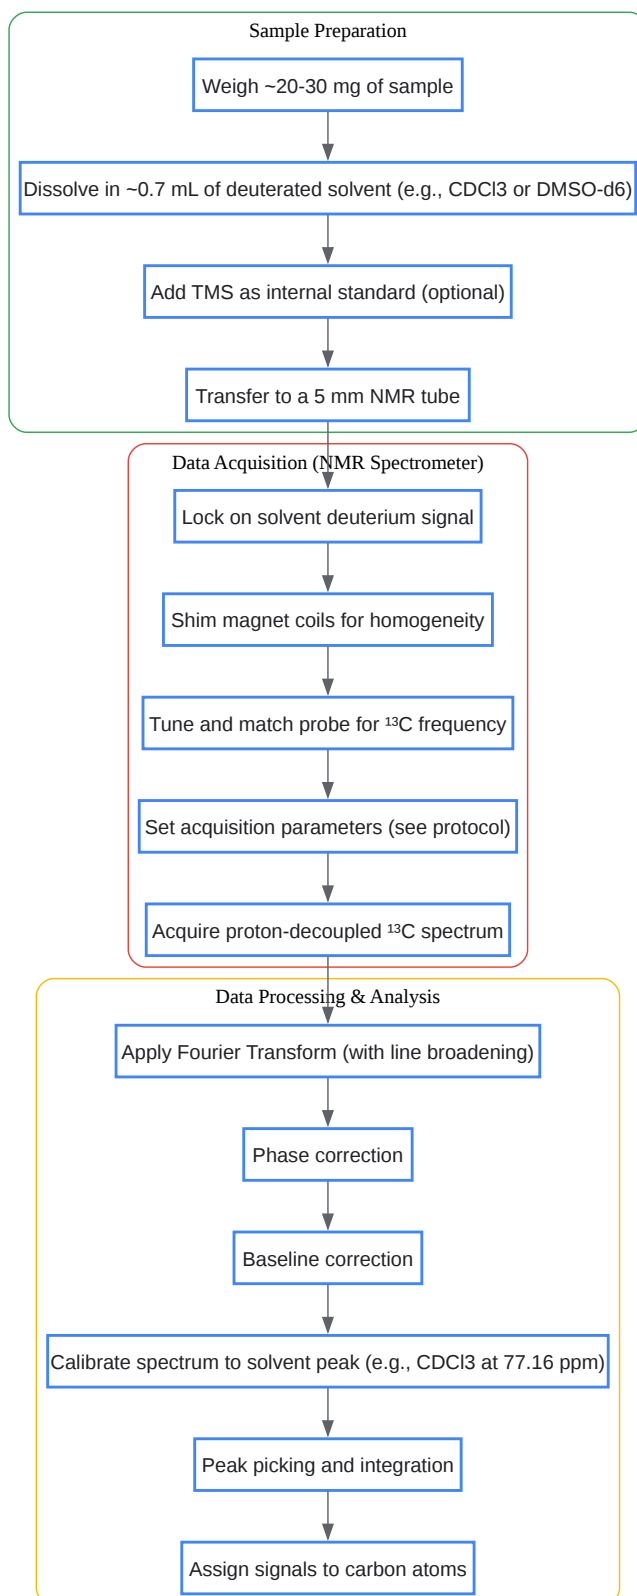 Sample Preparation
Weigh ~20-30 mg of sample
Dissolve in ~0.7 mL of deuterated solvent (e.g., CDCl3 or DMSO-d6)
Add TMS as internal standard (optional)
Transfer to a 5 mm NMR tube
Data Acquisition (NMR Spectrometer)
Lock on solvent deuterium signal
Shim magnet coils for homogeneity
Tune and match probe for ¹³C frequency
Set acquisition parameters (see protocol)
Acquire proton-decoupled ¹³C spectrum
Data Processing & Analysis
Apply Fourier Transform (with line broadening)
Phase correction
Baseline correction
Calibrate spectrum to solvent peak (e.g., CDCl3 at 77.16 ppm)
Peak picking and integration
Assign signals to carbon atoms